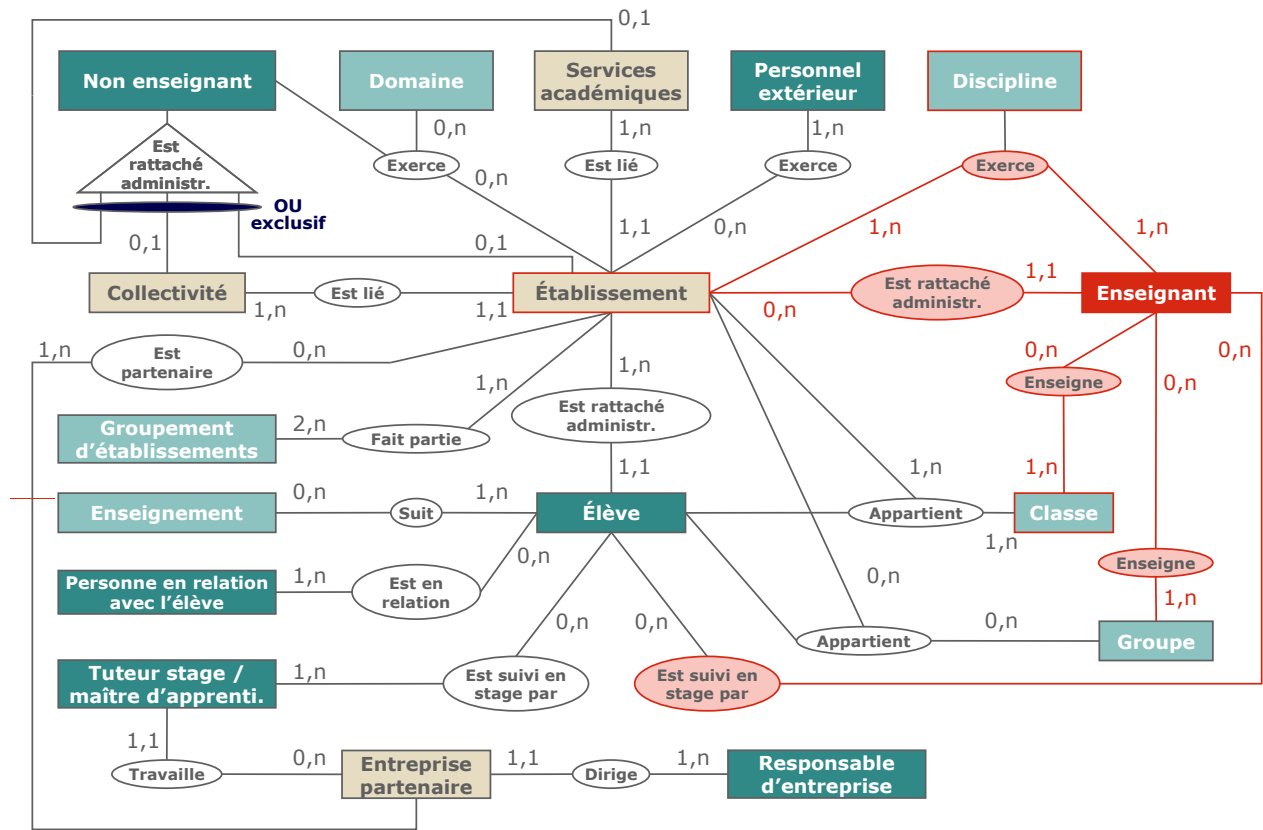 0,1
Non enseignant
Domaine
Services
académiques
Personnel
extérieur
Discipline
0,n
1,n
1,n
Est
rattaché
administr.
Exerce
Est lié
Exerce
Exerce
0,n
OU
exclusif
0,1
0,1
1,1
0,n
1,n
1,n
Collectivité
1,n
Est lié
1,1
Établissement
0,n
Est rattaché
administr.
1,1
Enseignant
1,n
Est
partenaire
0,n
1,n
1,n
0,n
0,n
0,n
Enseigne
Est rattaché
administr.
Groupement
d’établissements
2,n
Fait partie
1,1
1,n
1,n
Enseignement
0,n
Suit
1,n
Élève
Appartient
Classe
1,n
0,n
Personne en relation
avec l’élève
1,n
Est en
relation
0,n
Enseigne
1,n
0,n
0,n
Appartient
0,n
Groupe
Tuteur stage /
maître d’apprenti.
1,n
Est suivi en
stage par
Est suivi en
stage par
1,1
Travaille
0,n
Entreprise
partenaire
1,1
Dirige
1,n
Responsable
d’entreprise